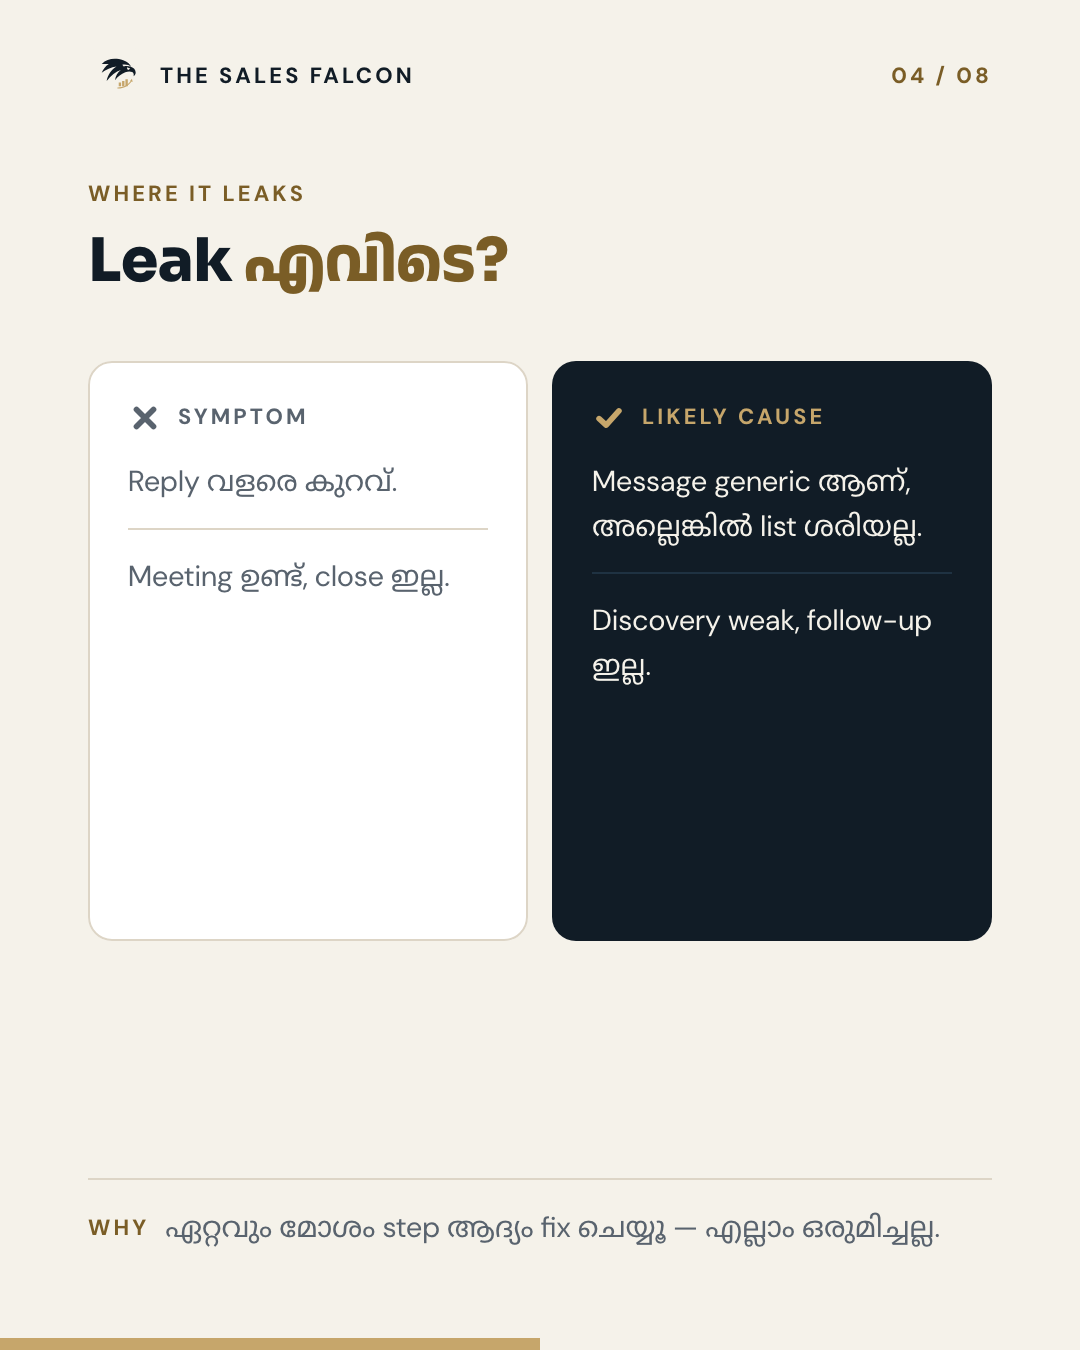 THE SALES FALCON
04 / 08
WHERE IT LEAKS
Leak എവിടെ?
SYMPTOM
Reply വളരെ കുറവ്.
Meeting ഉണ്ട്, close ഇല്ല.
LIKELY CAUSE
Message generic ആണ്,
അല്ലെങ്കിൽ list ശരിയല്ല.
Discovery weak, follow-up
ഇല്ല.
WHY ഏറ്റവും മോശം step ആദ്യം fix ചെയ്യൂ — എല്ലാം ഒരുമിച്ചല്ല.